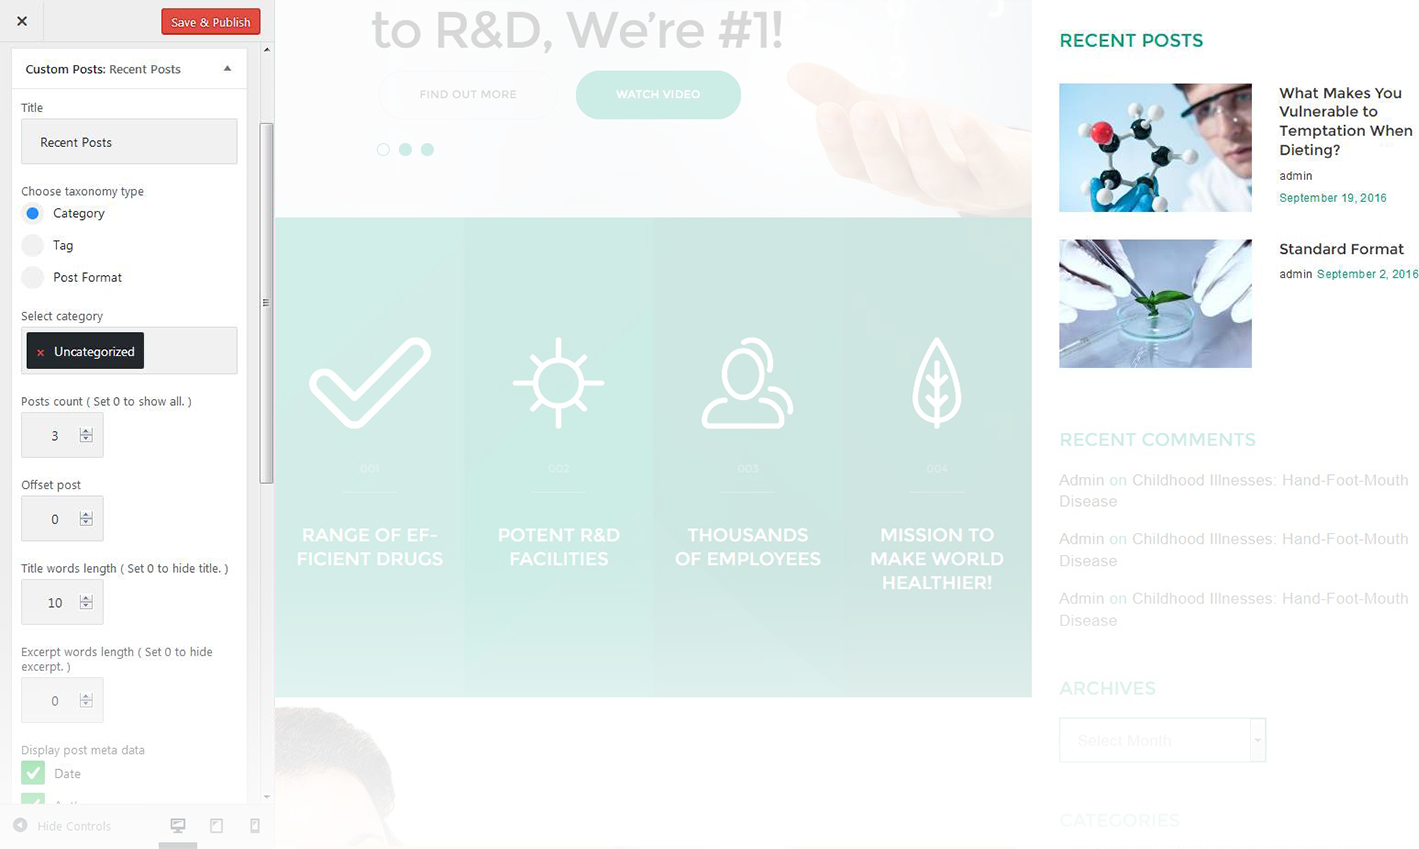 Save & Publish
Custom Posts: Recent Posts
Title
Recent Posts
Choose taxonomy type
Category
Tag
Post Format
Select category
× Uncategorized
Posts count ( Set 0 to show all. )
3
Offset post
0
Title words length ( Set 0 to hide title. )
10
Excerpt words length ( Set 0 to hide
excerpt. )
0
Display post meta data
Date
Hide Controls
to R&D, We're #1!
FIND OUT MORE
WATCH VIDEO
001
RANGE OF EF-
FICIENT DRUGS
002
POTENT R&D
FACILITIES
003
THOUSANDS
OF EMPLOYEES
004
MISSION TO
MAKE WORLD
HEALTHIER!
RECENT POSTS
What Makes You
Vulnerable to
Temptation When
Dieting?
admin
September 19, 2016
Standard Format
admin September 2, 2016
RECENT COMMENTS
Admin on Childhood Illnesses: Hand-Foot-Mouth
Disease
Admin on Childhood Illnesses: Hand-Foot-Mouth
Disease
Admin on Childhood Illnesses: Hand-Foot-Mouth
Disease
ARCHIVES
Select Month
CATEGORIES